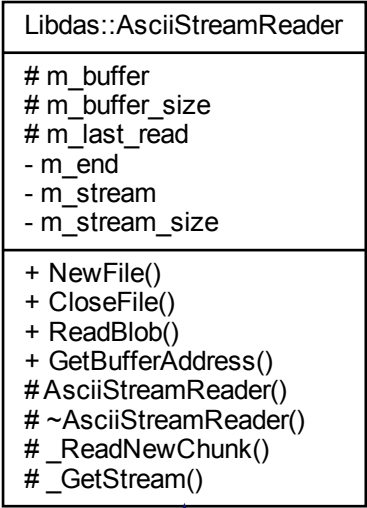 Libdas::AsciiStreamReader
# m_buffer
# m_buffer_size
# m_last_read
- m_end
- m_stream
- m_stream_size
+ NewFile()
+ CloseFile()
+ ReadBlob()
+ GetBufferAddress()
# AsciiStreamReader()
# ~AsciiStreamReader()
# _ReadNewChunk()
# _GetStream()